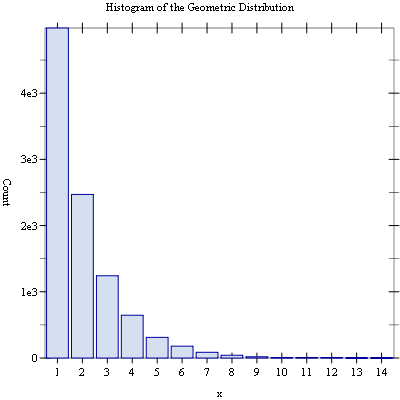 Histogram of the Geometric Distribution
4e3
3e3
Count
2e3
1e3
0
1 2 3 4 5 6 7 8 9 10 11 12 13 14
x